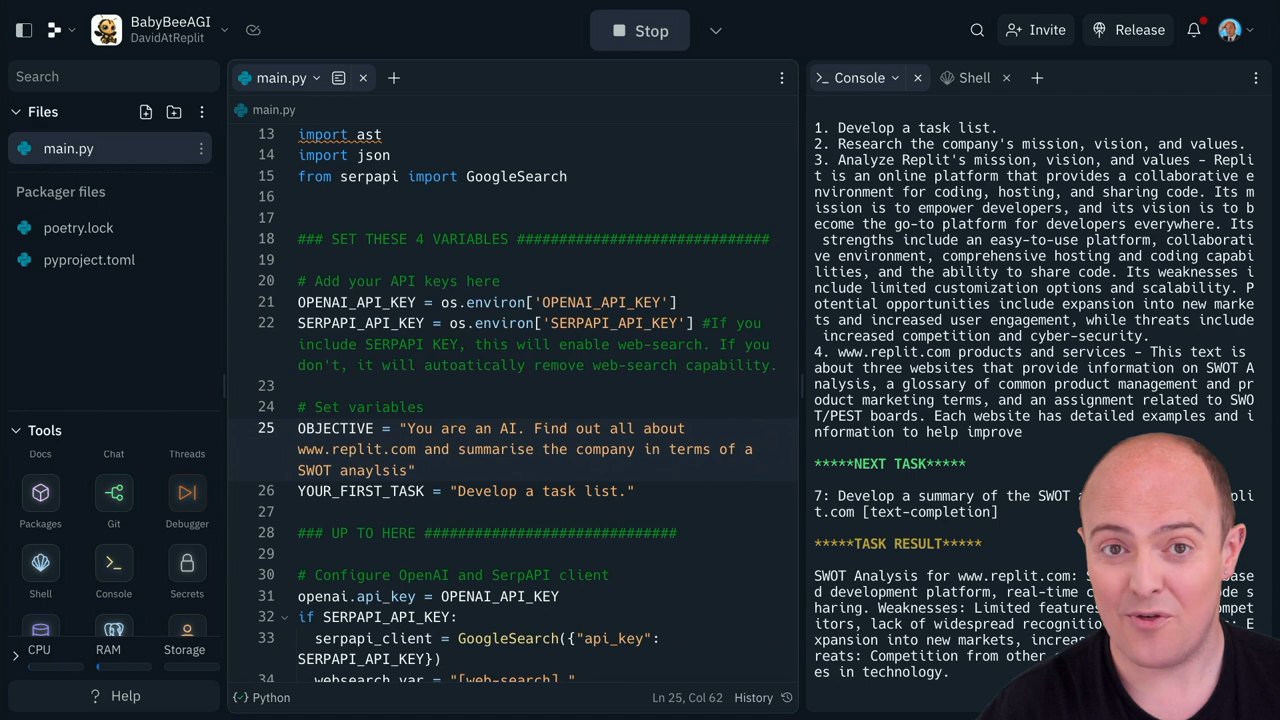 BabyBeeAGI
DavidAtReplit
Stop
Invite
Release
Search
Files
main.py
Packager files
poetry.lock
pyproject.toml
Tools
Docs
Chat
Threads
Packages
Git
Debugger
Shell
Console
Secrets
CPU
RAM
Storage
Help
main.py
main.py
13 import ast
14 import json
15 from serpapi import GoogleSearch
16
17
18 ### SET THESE 4 VARIABLES ##############################
19
20 # Add your API keys here
21 OPENAI_API_KEY = os.environ['OPENAI_API_KEY']
22 SERPAPI_API_KEY = os.environ['SERPAPI_API_KEY'] #If you
include SERPAPI KEY, this will enable web-search. If you
don't, it will autoatically remove web-search capability.
23
24 # Set variables
25 OBJECTIVE = "You are an AI. Find out all about
www.replit.com and summarise the company in terms of a
SWOT anaylsis"
26 YOUR_FIRST_TASK = "Develop a task list."
27
28 ### UP TO HERE ##############################
29
30 # Configure OpenAI and SerpAPI client
31 openai.api_key = OPENAI_API_KEY
32 if SERPAPI_API_KEY:
33 serpapi_client = GoogleSearch({"api_key":
SERPAPI_API_KEY})
34 websearch_var = "[web-search] "
Python
Ln 25, Col 62
History
Console
Shell
1. Develop a task list.
2. Research the company's mission, vision, and values.
3. Analyze Replit's mission, vision, and values - Repli
t is an online platform that provides a collaborative e
nvironment for coding, hosting, and sharing code. Its m
ission is to empower developers, and its vision is to b
ecome the go-to platform for developers everywhere. Its
strengths include an easy-to-use platform, collaborati
ve environment, comprehensive hosting and coding capabi
lities, and the ability to share code. Its weaknesses i
nclude limited customization options and scalability. P
otential opportunities include expansion into new marke
ts and increased user engagement, while threats include
increased competition and cyber-security.
4. www.replit.com products and services - This text is
about three websites that provide information on SWOT A
nalysis, a glossary of common product management and pr
oduct marketing terms, and an assignment related to SWO
T/PEST boards. Each website has detailed examples and i
nformation to help improve
*****NEXT TASK*****
7: Develop a summary of the SWOT repli
t.com [text-completion]
*****TASK RESULT*****
SWOT Analysis for www.replit.com: base
d development platform, real-time c de s
haring. Weaknesses: Limited features ompet
itors, lack of widespread recognitio : E
xpansion into new markets, increa
reats: Competition from other
es in technology.